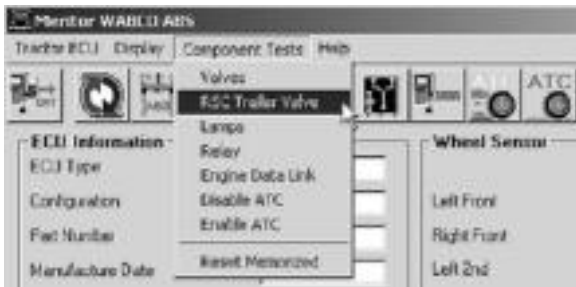 Meritor WABCO ABS
Tractor ECU Display Component Tests Help
Valves
RSC Trailer Valve
Lamps
Relay
Engine Data Link
Disable ATC
Enable ATC
Reset Memorized
ATC
ECU Information
ECU Type
Configuration
Part Number
Manufacture Date
Wheel Sensor
Left Front
Right Front
Left 2nd